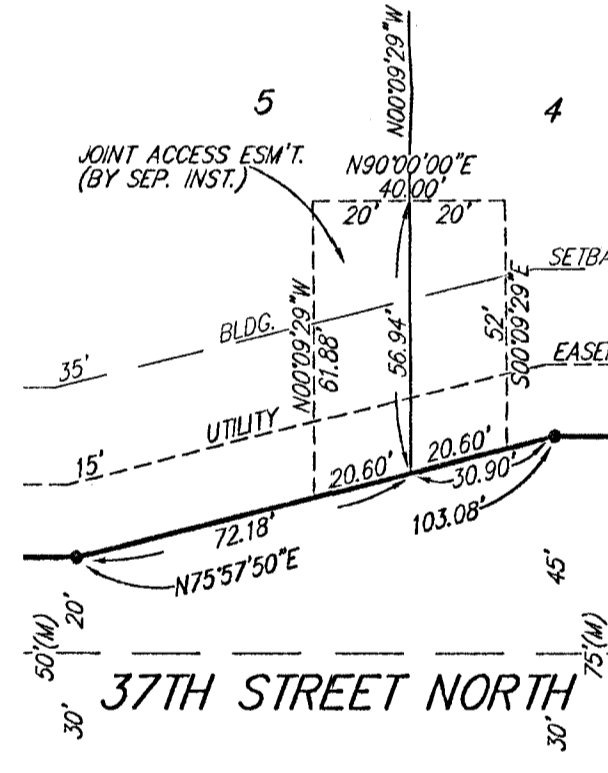 N00°09'29"W
5
4
JOINT ACCESS ESM'T.
(BY SEP. INST.)
N90°00'00"E
40.00'
20'
20'
SETBA
BLDG.
35'
N00°09'29"W
61.88'
56.94'
52'
S00°09'29"E
EASE
UTILITY
15'
20.60'
20.60'
30.90'
72.18'
103.08'
N75°57'50"E
20'
45'
50'(M)
75'(M)
37TH STREET NORTH
30'
30'